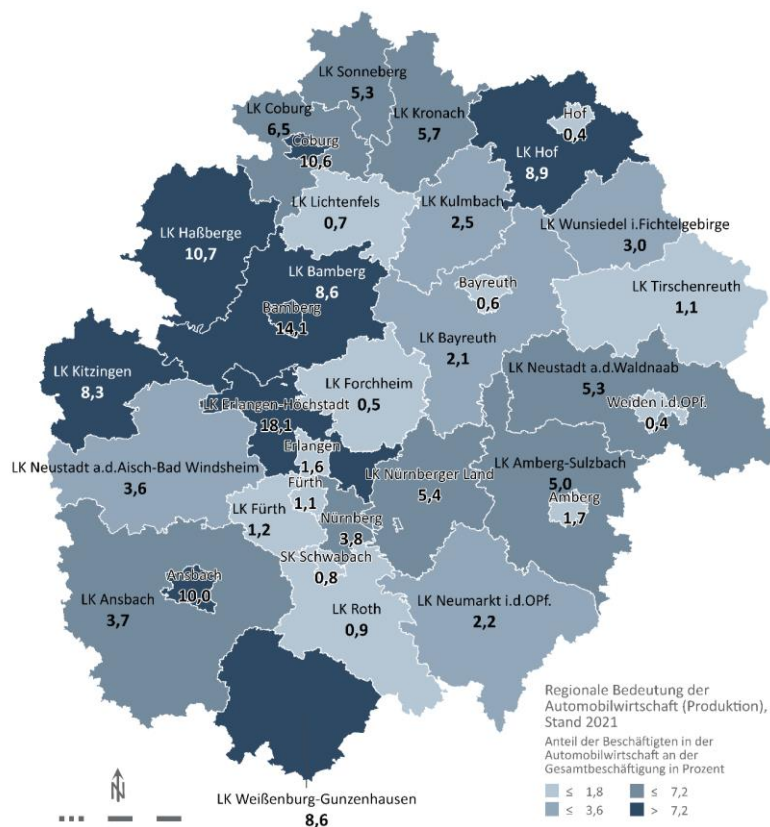 LK Sonneberg
5,3
LK Kronach
5,7
LK Coburg
6,5
Coburg
10,6
Hof
0,4
LK Hof
8,9
LK Lichtenfels
0,7
LK Kulmbach
2,5
LK Wunsiedel i.Fichtelgebirge
3,0
LK Haßberge
10,7
LK Bamberg
8,6
Bamberg
14,1
Bayreuth
0,6
LK Tirschenreuth
1,1
LK Bayreuth
2,1
LK Kitzingen
8,3
LK Forchheim
0,5
LK Neustadt a.d.Waldnaab
5,3
Weiden i.d.OPf.
0,4
LK Erlangen-Höchstadt
18,1
Erlangen
1,6
LK Neustadt a.d.Aisch-Bad Windsheim
3,6
LK Nürnberger Land
5,4
LK Amberg-Sulzbach
5,0
Amberg
1,7
Fürth
1,1
LK Fürth
1,2
Nürnberg
3,8
SK Schwabach
0,8
Ansbach
10,0
LK Ansbach
3,7
LK Roth
0,9
LK Neumarkt i.d.OPf.
2,2
LK Weißenburg-Gunzenhausen
8,6
N
Regionale Bedeutung der
Automobilwirtschaft (Produktion),
Stand 2021
Anteil der Beschäftigten in der
Automobilwirtschaft an der
Gesamtbeschäftigung in Prozent
≤ 1,8
≤ 3,6
≤ 7,2
> 7,2